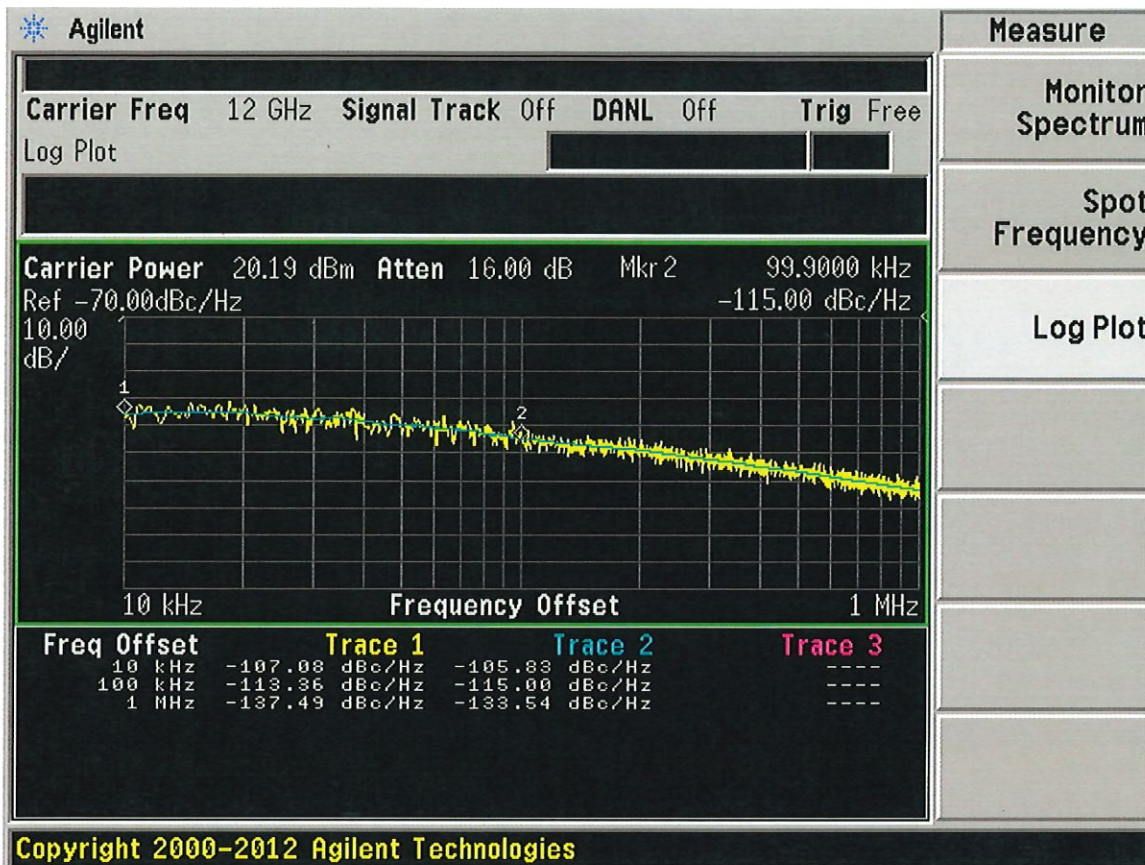 Agilent
Measure
Carrier Freq 12 GHz Signal Track Off DANL Off Trig Free
Log Plot
Monitor
Spectrum
Spot
Frequency
Log Plot
Carrier Power 20.19 dBm Atten 16.00 dB Mkr 2 99.9000 kHz
Ref -70.00dBc/Hz -115.00 dBc/Hz
10.00
dB/
1
2
10 kHz Frequency Offset 1 MHz
Freq Offset Trace 1 Trace 2 Trace 3
10 kHz -107.08 dBc/Hz -105.83 dBc/Hz ----
100 kHz -113.36 dBc/Hz -115.00 dBc/Hz ----
1 MHz -137.49 dBc/Hz -133.54 dBc/Hz ----
Copyright 2000-2012 Agilent Technologies